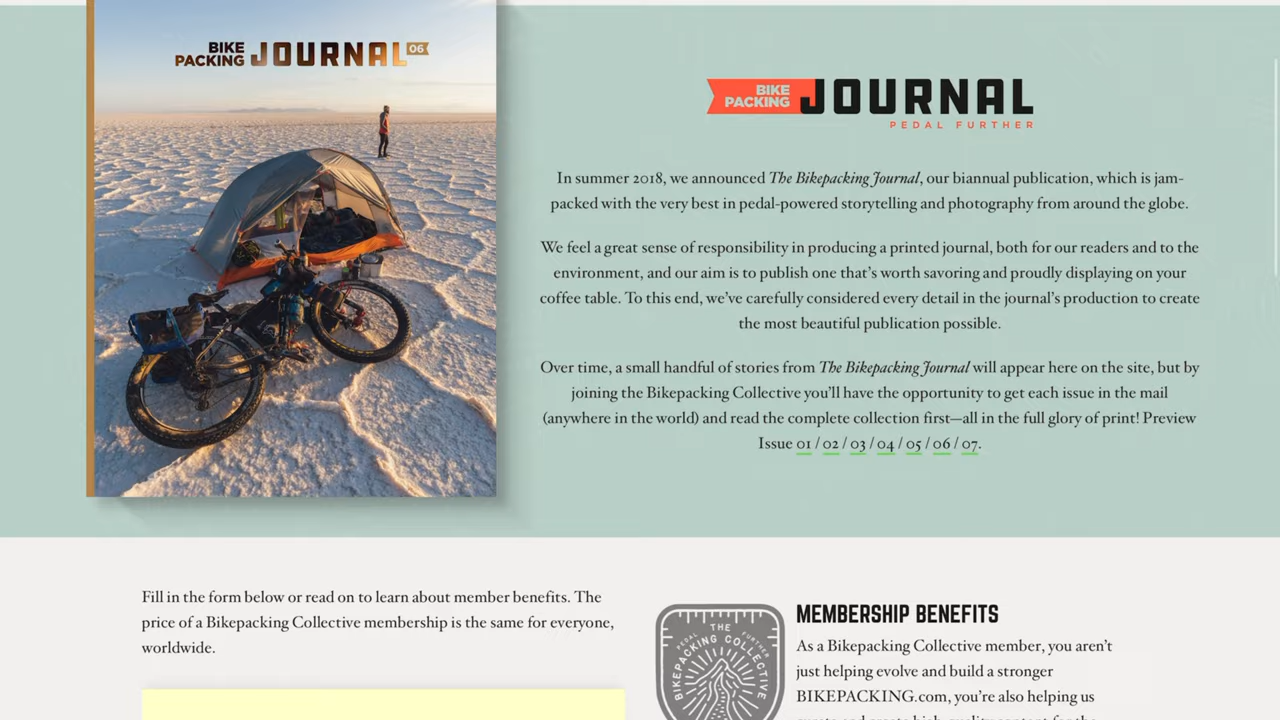 BIKE
PACKING JOURNAL 06
BIKE
PACKING JOURNAL
PEDAL FURTHER
In summer 2018, we announced The Bikepacking Journal, our biannual publication, which is jam-
packed with the very best in pedal-powered storytelling and photography from around the globe.
We feel a great sense of responsibility in producing a printed journal, both for our readers and to the
environment, and our aim is to publish one that's worth savoring and proudly displaying on your
coffee table. To this end, we've carefully considered every detail in the journal's production to create
the most beautiful publication possible.
Over time, a small handful of stories from The Bikepacking Journal will appear here on the site, but by
joining the Bikepacking Collective you'll have the opportunity to get each issue in the mail
(anywhere in the world) and read the complete collection first—all in the full glory of print! Preview
Issue 01 / 02 / 03 / 04 / 05 / 06 / 07.
Fill in the form below or read on to learn about member benefits. The
price of a Bikepacking Collective membership is the same for everyone,
worldwide.
THE
PEDAL FURTHER
BIKEPACKING COLLECTIVE
MEMBERSHIP BENEFITS
As a Bikepacking Collective member, you aren't
just helping evolve and build a stronger
BIKEPACKING.com, you're also helping us